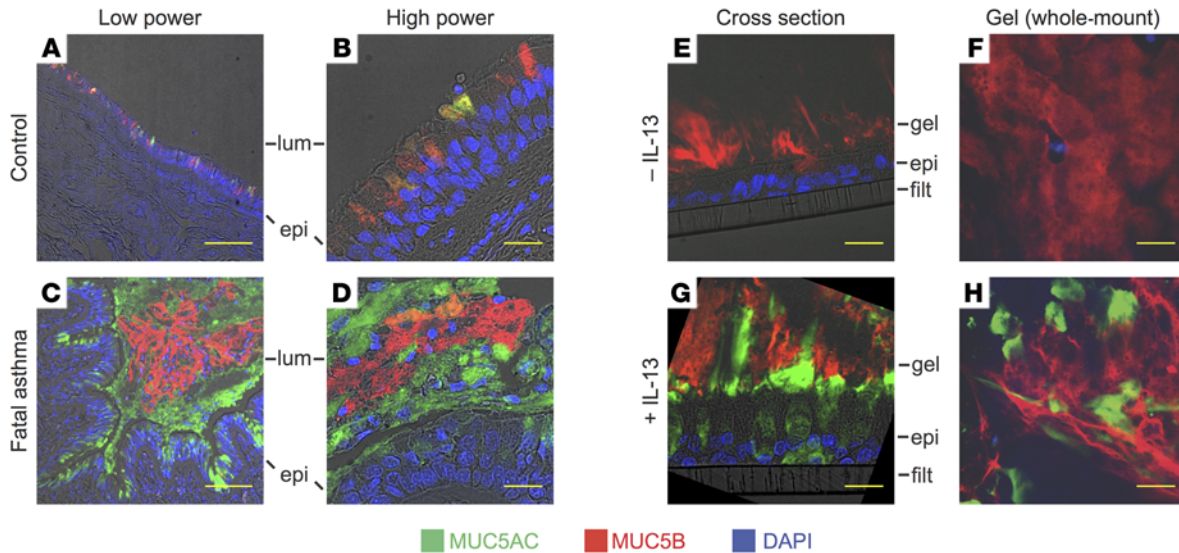 Low power
High power
Cross section
Gel (whole-mount)
Control
A
B
lum
epi
– IL-13
E
gel
epi
filt
F
Fatal asthma
C
D
lum
epi
+ IL-13
G
gel
epi
filt
H
MUC5AC
MUC5B
DAPI